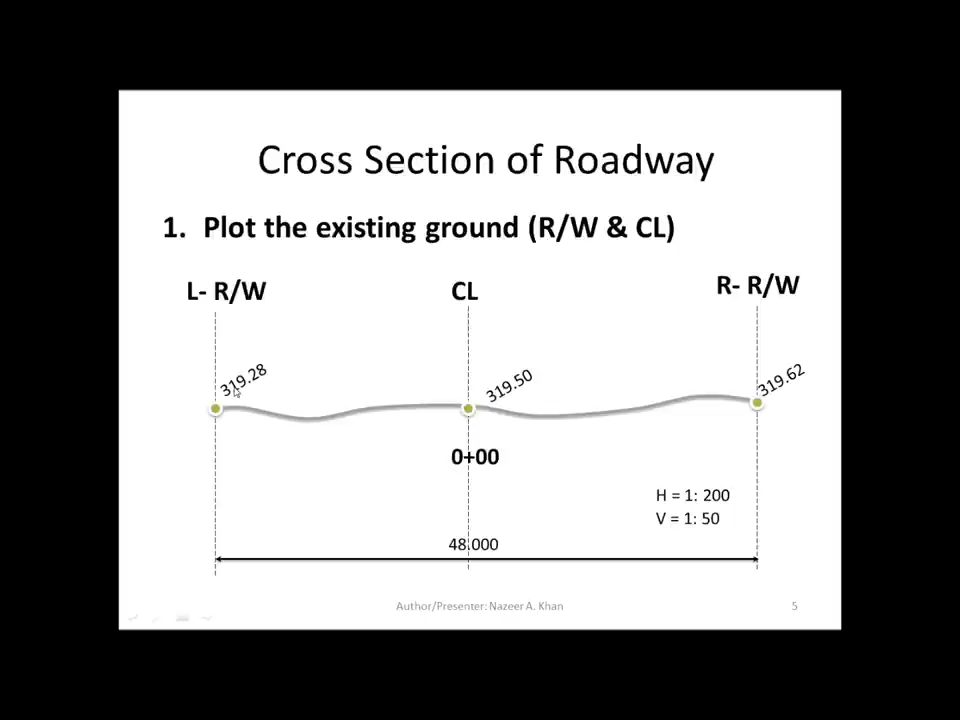 Cross Section of Roadway
1. Plot the existing ground (R/W & CL)
L- R/W
CL
R- R/W
319.28
319.50
319.62
0+00
H = 1: 200
V = 1: 50
48.000
Author/Presenter: Nazeer A. Khan
5